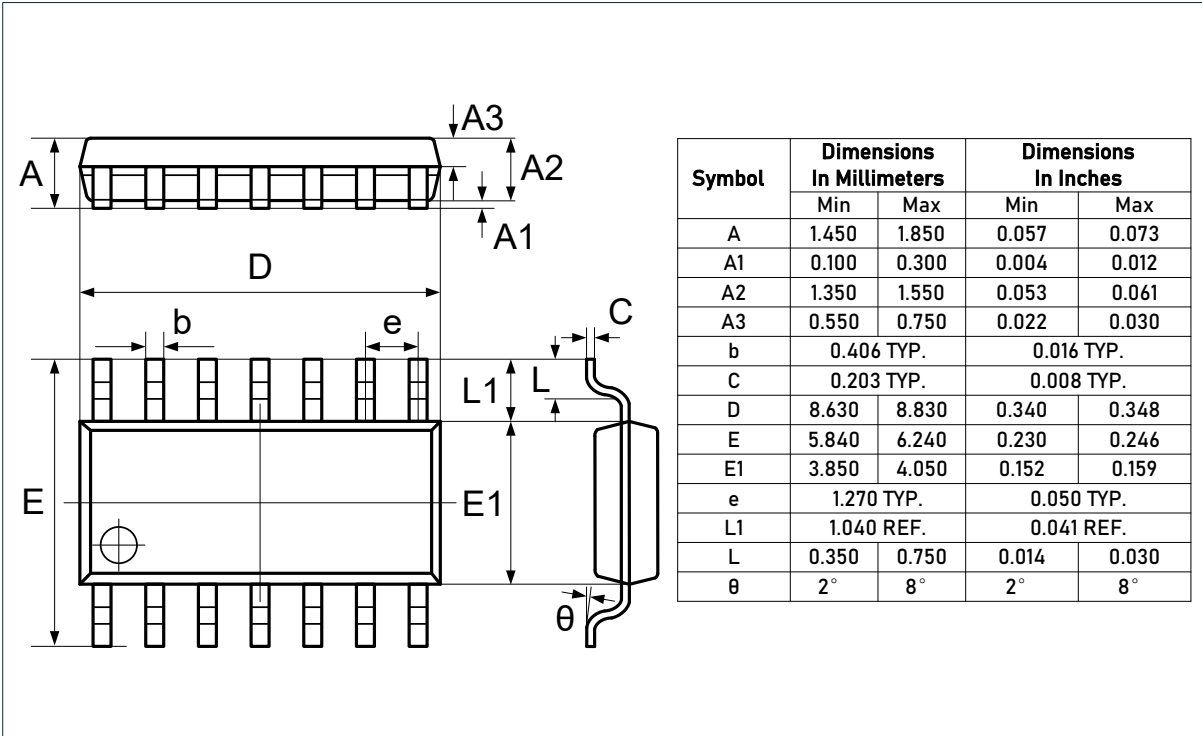 A3
A
A2
A1
D
b
e
C
L1
L
E
E1
θ
Symbol
Dimensions
In Millimeters
Dimensions
In Inches
Min Max Min Max
A 1.450 1.850 0.057 0.073
A1 0.100 0.300 0.004 0.012
A2 1.350 1.550 0.053 0.061
A3 0.550 0.750 0.022 0.030
b 0.406 TYP. 0.016 TYP.
C 0.203 TYP. 0.008 TYP.
D 8.630 8.830 0.340 0.348
E 5.840 6.240 0.230 0.246
E1 3.850 4.050 0.152 0.159
e 1.270 TYP. 0.050 TYP.
L1 1.040 REF. 0.041 REF.
L 0.350 0.750 0.014 0.030
θ 2° 8° 2° 8°